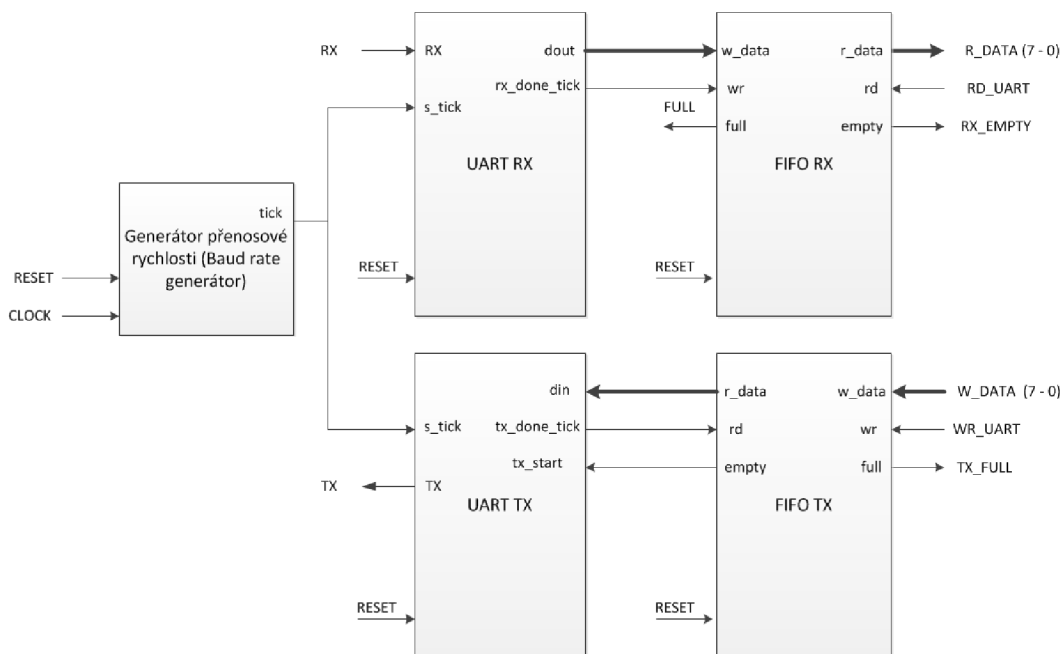 RX
RX
dout
w_data
r_data
R_DATA (7 - 0)
rx_done_tick
wr
rd
RD_UART
s_tick
FULL
full
empty
RX_EMPTY
UART RX
FIFO RX
tick
Generátor přenosové
rychlosti (Baud rate
generátor)
RESET
CLOCK
RESET
RESET
din
r_data
w_data
W_DATA (7 - 0)
s_tick
tx_done_tick
rd
wr
WR_UART
tx_start
empty
full
TX_FULL
TX
TX
UART TX
FIFO TX
RESET
RESET